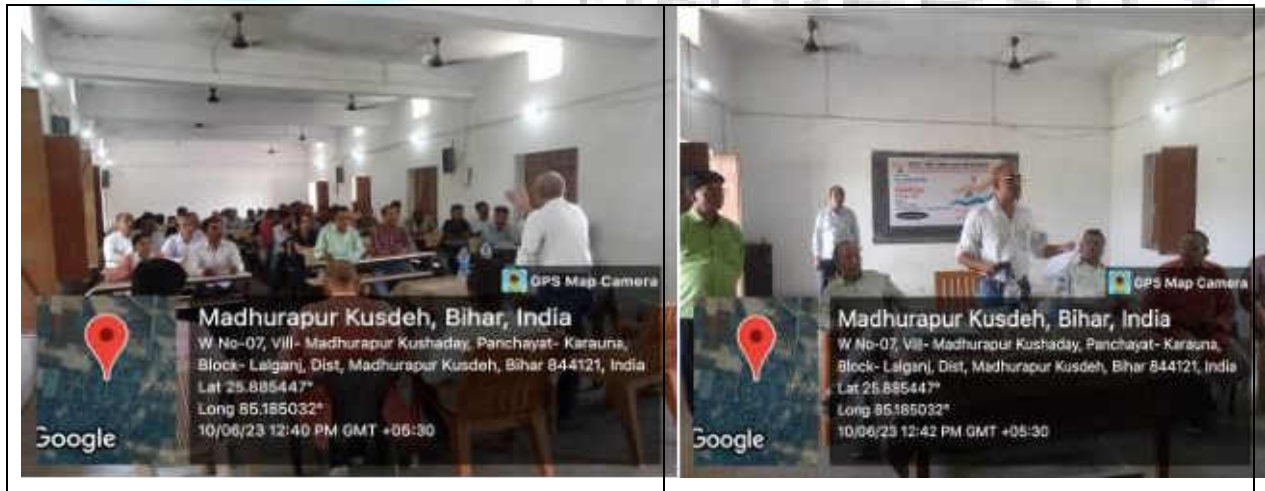 GPS Map Camera
Madhurapur Kusdeh, Bihar, India
W No-07, Vill- Madhurapur Kushaday, Panchayat- Karauna,
Block- Lalganj, Dist, Madhurapur Kusdeh, Bihar 844121, India
Lat 25.885447°
Long 85.185032°
10/06/23 12:40 PM GMT +05:30
Google
GPS Map Camera
Madhurapur Kusdeh, Bihar, India
W No-07, Vill- Madhurapur Kushaday, Panchayat- Karauna,
Block- Lalganj, Dist, Madhurapur Kusdeh, Bihar 844121, India
Lat 25.885447°
Long 85.185032°
10/06/23 12:42 PM GMT +05:30
Google